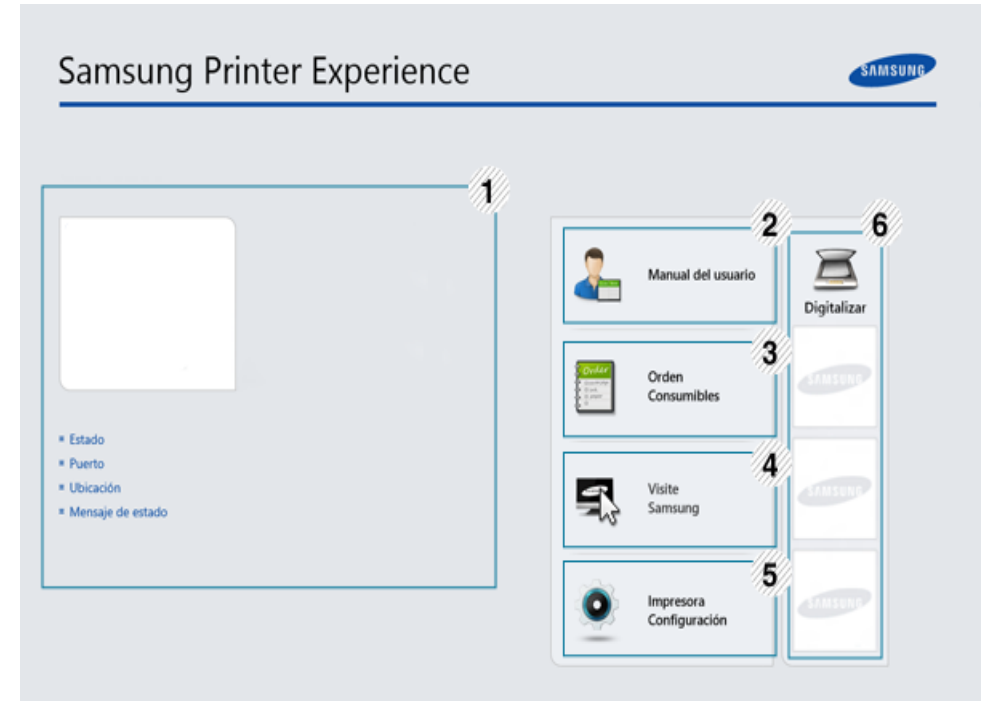 Samsung Printer Experience
SAMSUNG
1
* Estado
* Puerto
* Ubicación
* Mensaje de estado
2
Manual del usuario
3
Order
Orden
Consumibles
4
Visite
Samsung
5
Impresora
Configuración
6
Digitalizar
SAMSUNG
SAMSUNG
SAMSUNG